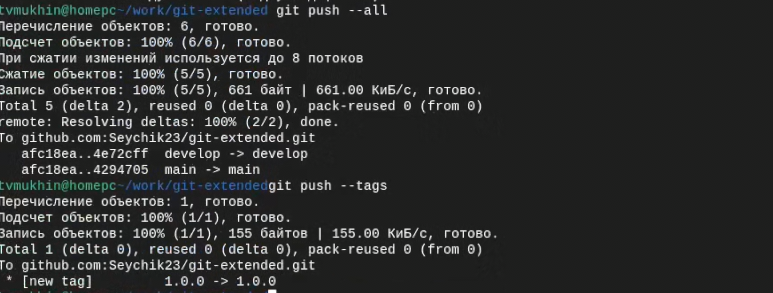 tvmukhin@homepc~/work/git-extended git push --all
Перечисление объектов: 6, готово.
Подсчет объектов: 100% (6/6), готово.
При сжатии изменений используется до 8 потоков
Сжатие объектов: 100% (5/5), готово.
Запись объектов: 100% (5/5), 661 байт | 661.00 КиБ/с, готово.
Total 5 (delta 2), reused 0 (delta 0), pack-reused 0 (from 0)
remote: Resolving deltas: 100% (2/2), done.
To github.com:Seychik23/git-extended.git
   afc18ea..4e72cff  develop -> develop
   afc18ea..4294705  main -> main
tvmukhin@homepc~/work/git-extendedgit push --tags
Перечисление объектов: 1, готово.
Подсчет объектов: 100% (1/1), готово.
Запись объектов: 100% (1/1), 155 байтов | 155.00 КиБ/с, готово.
Total 1 (delta 0), reused 0 (delta 0), pack-reused 0 (from 0)
To github.com:Seychik23/git-extended.git
 * [new tag]         1.0.0 -> 1.0.0